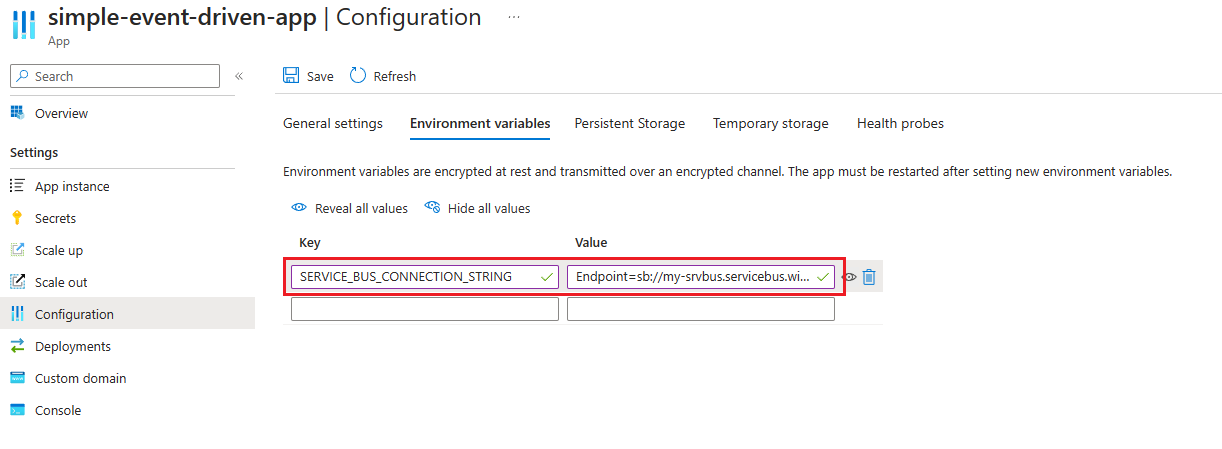 simple-event-driven-app | Configuration ...
App
Search «
Save Refresh
Overview
General settings Environment variables Persistent Storage Temporary storage Health probes
Settings
Environment variables are encrypted at rest and transmitted over an encrypted channel. The app must be restarted after setting new environment variables.
App instance
Reveal all values Hide all values
Secrets
Key Value
Scale up
SERVICE_BUS_CONNECTION_STRING Endpoint=sb://my-srvbus.servicebus.wi...
Scale out
Configuration
Deployments
Custom domain
Console